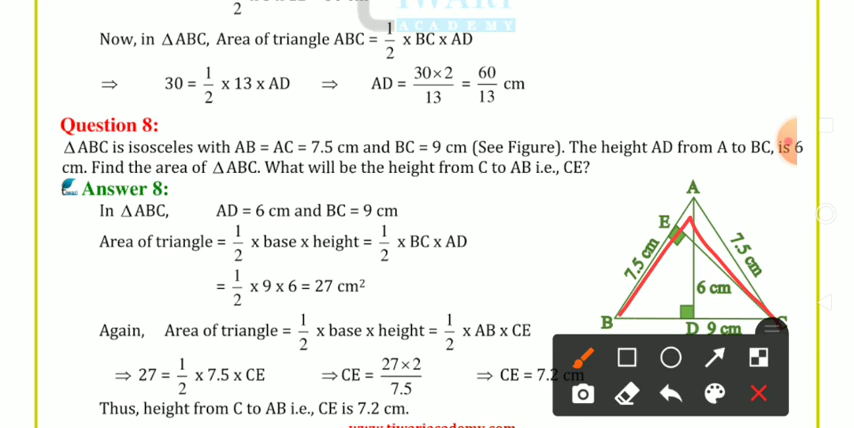 2
ACADEMY
Now, in △ABC, Area of triangle ABC = 1/2 x BC x AD
⇒ 30 = 1/2 x 13 x AD ⇒ AD = 30×2/13 = 60/13 cm
Question 8:
△ABC is isosceles with AB = AC = 7.5 cm and BC = 9 cm (See Figure). The height AD from A to BC, is 6
cm. Find the area of △ABC. What will be the height from C to AB i.e., CE?
Answer 8:
In △ABC, AD = 6 cm and BC = 9 cm
Area of triangle = 1/2 x base x height = 1/2 x BC x AD
= 1/2 x 9 x 6 = 27 cm²
Again, Area of triangle = 1/2 x base x height = 1/2 x AB x CE
⇒ 27 = 1/2 x 7.5 x CE ⇒ CE = 27×2/7.5 ⇒ CE = 7.2 cm
Thus, height from C to AB i.e., CE is 7.2 cm.
www.tiwariacademy.com
A
E
7.5 cm
7.5 cm
6 cm
B
D 9 cm